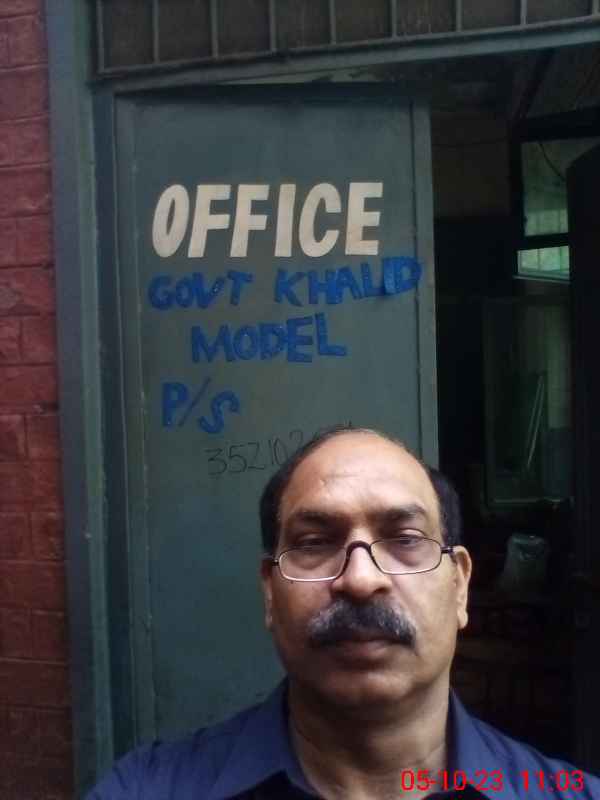 OFFICE
GOVT KHALID
MODEL
P/S
05-10-23 11:03